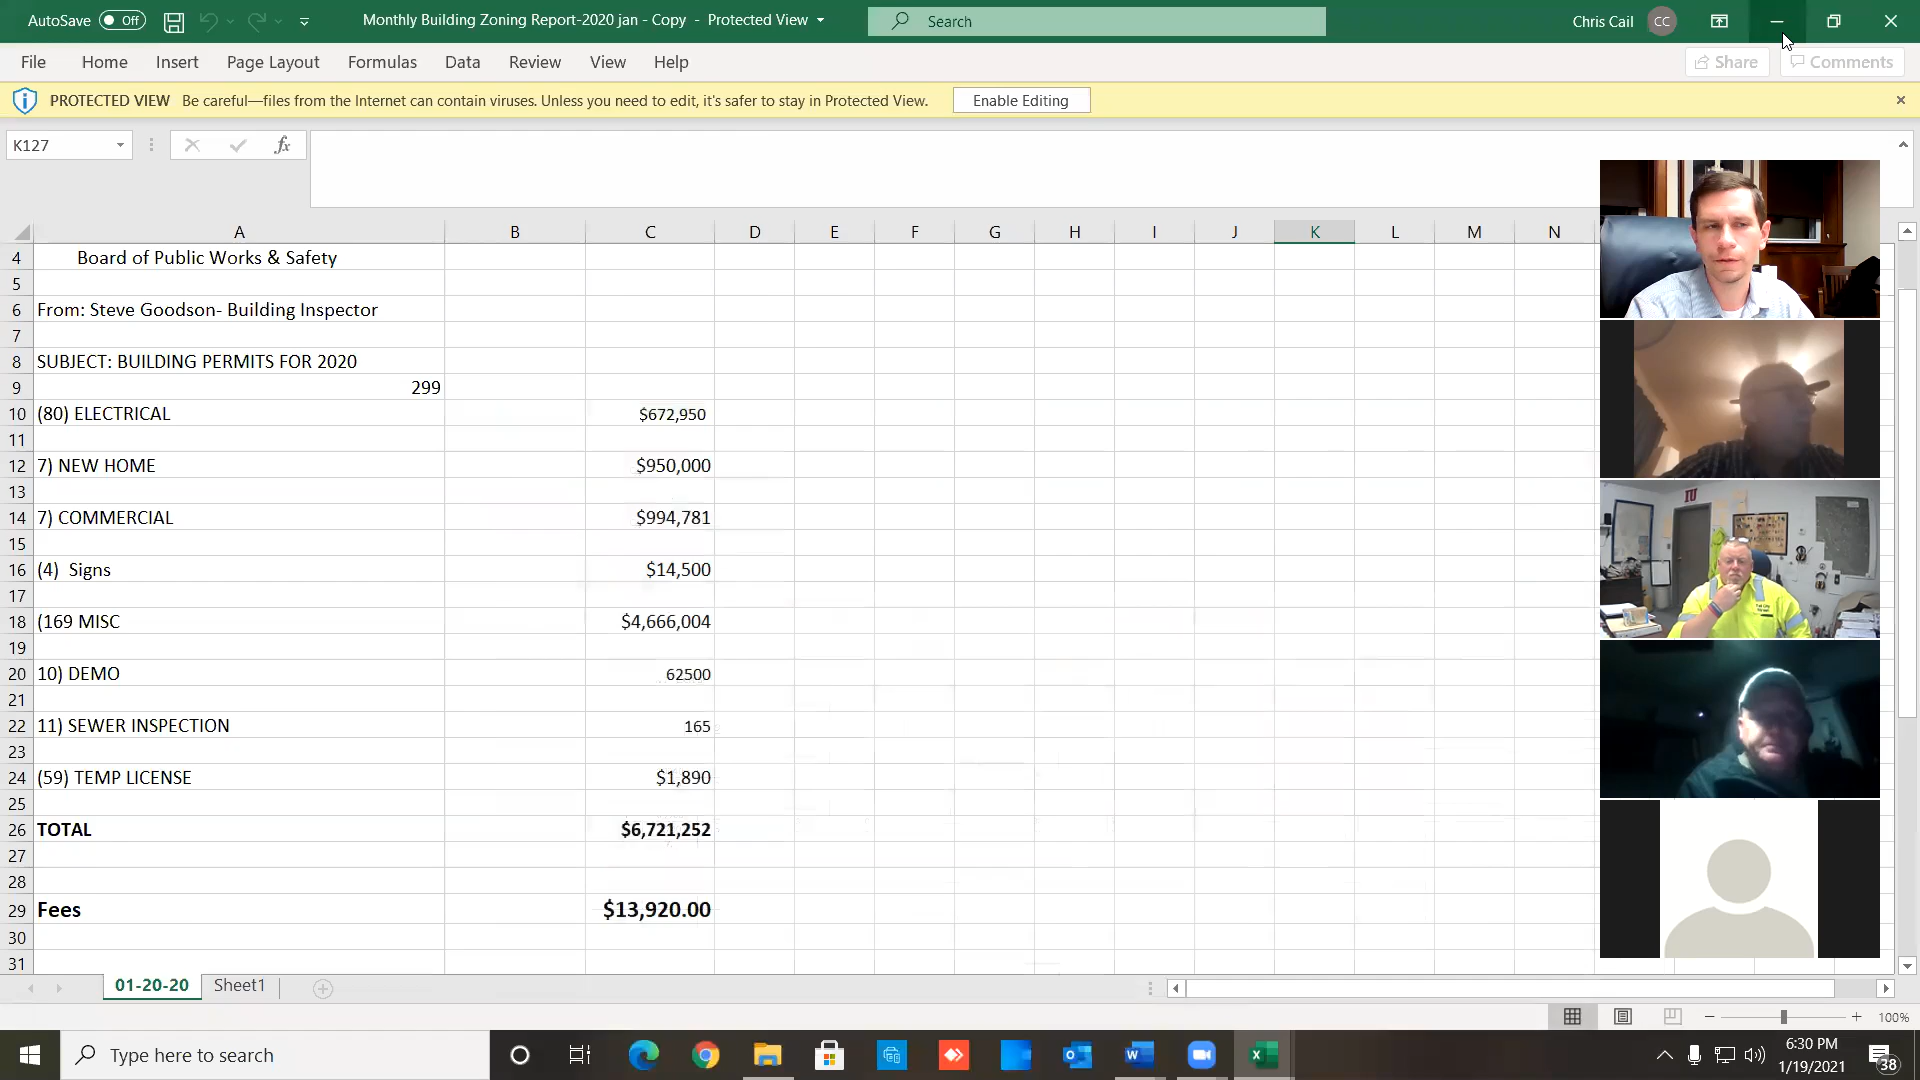 AutoSave Off
Monthly Building Zoning Report-2020 jan - Copy - Protected View
Search
Chris Cail CC
File Home Insert Page Layout Formulas Data Review View Help
Share Comments
PROTECTED VIEW Be careful—files from the Internet can contain viruses. Unless you need to edit, it's safer to stay in Protected View. Enable Editing
K127 fx
A B C D E F G H I J K L M N
4 Board of Public Works & Safety
5
6 From: Steve Goodson- Building Inspector
7
8 SUBJECT: BUILDING PERMITS FOR 2020
9 299
10 (80) ELECTRICAL $672,950
11
12 7) NEW HOME $950,000
13
14 7) COMMERCIAL $994,781
15
16 (4) Signs $14,500
17
18 (169 MISC $4,666,004
19
20 10) DEMO 62500
21
22 11) SEWER INSPECTION 165
23
24 (59) TEMP LICENSE $1,890
25
26 TOTAL $6,721,252
27
28
29 Fees $13,920.00
30
31
IU
01-20-20 Sheet1
100%
Type here to search
6:30 PM
1/19/2021
38